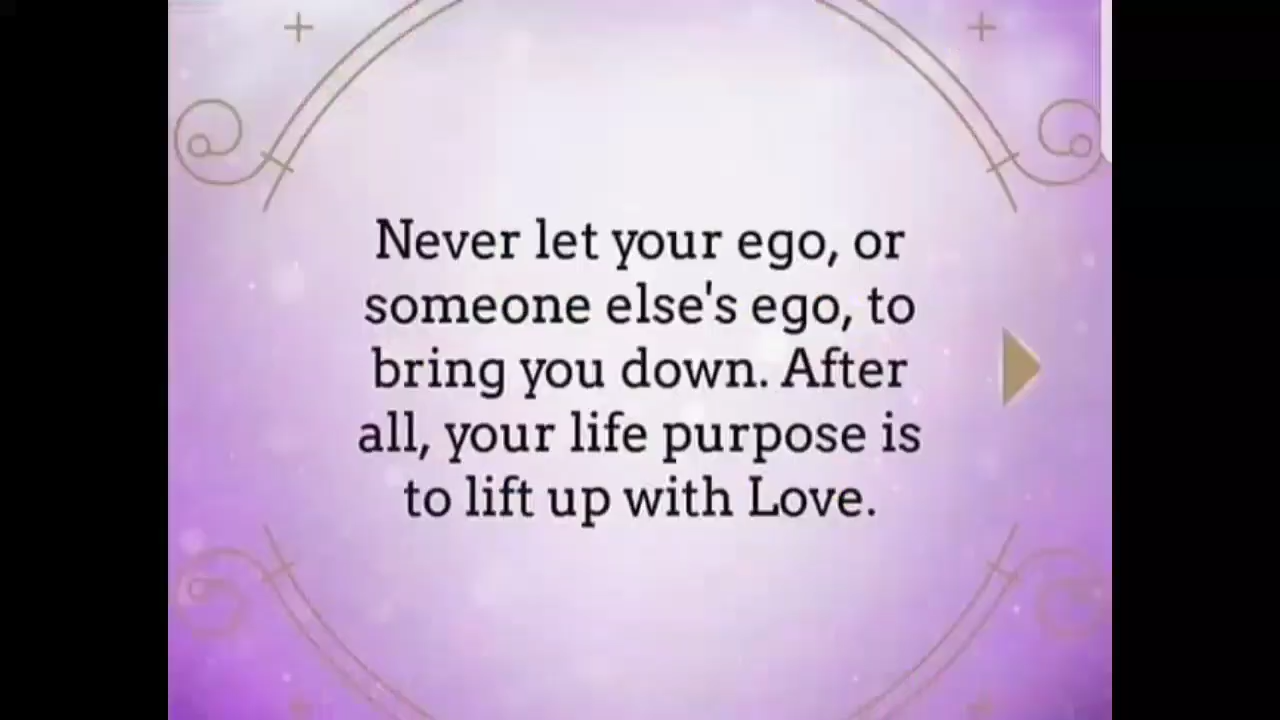 Never let your ego, or
someone else's ego, to
bring you down. After
all, your life purpose is
to lift up with Love.